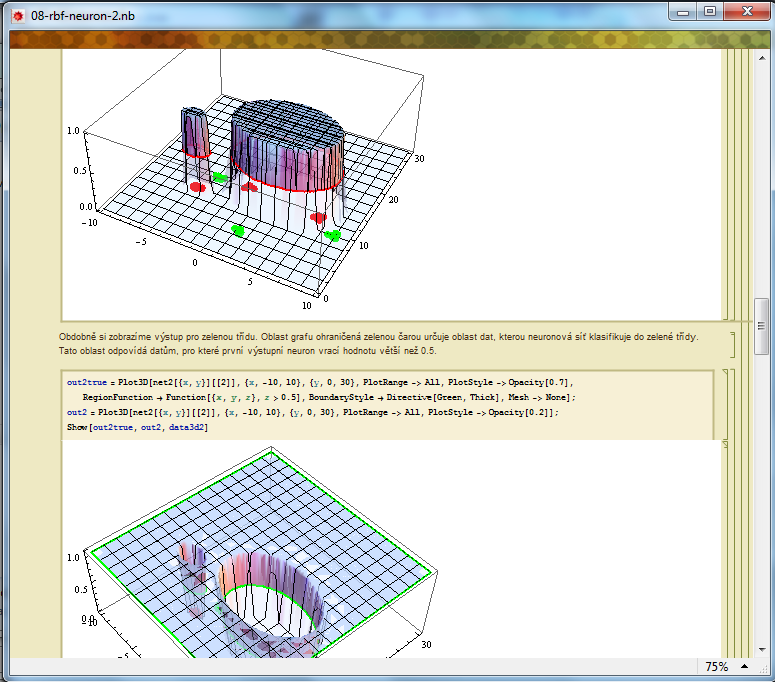 08-rbf-neuron-2.nb
1.0
0.5
0.0
-10
-5
0
5
10
0
10
20
30
Obdobně si zobrazíme výstup pro zelenou třídu. Oblast grafu ohraničená zelenou čarou určuje oblast dat, kterou neuronová síť klasifikuje do zelené třídy.
Tato oblast odpovídá datům, pro které první výstupní neuron vrací hodnotu větší než 0.5.
out2true = Plot3D[net2[{x, y}][[2]], {x, -10, 10}, {y, 0, 30}, PlotRange -> All, PlotStyle -> Opacity[0.7],
RegionFunction → Function[{x, y, z}, z > 0.5], BoundaryStyle → Directive[Green, Thick], Mesh -> None];
out2 = Plot3D[net2[{x, y}][[2]], {x, -10, 10}, {y, 0, 30}, PlotRange -> All, PlotStyle -> Opacity[0.2]];
Show[out2true, out2, data3d2]
1.0
0.5
0.0
-10
-5
30
75%